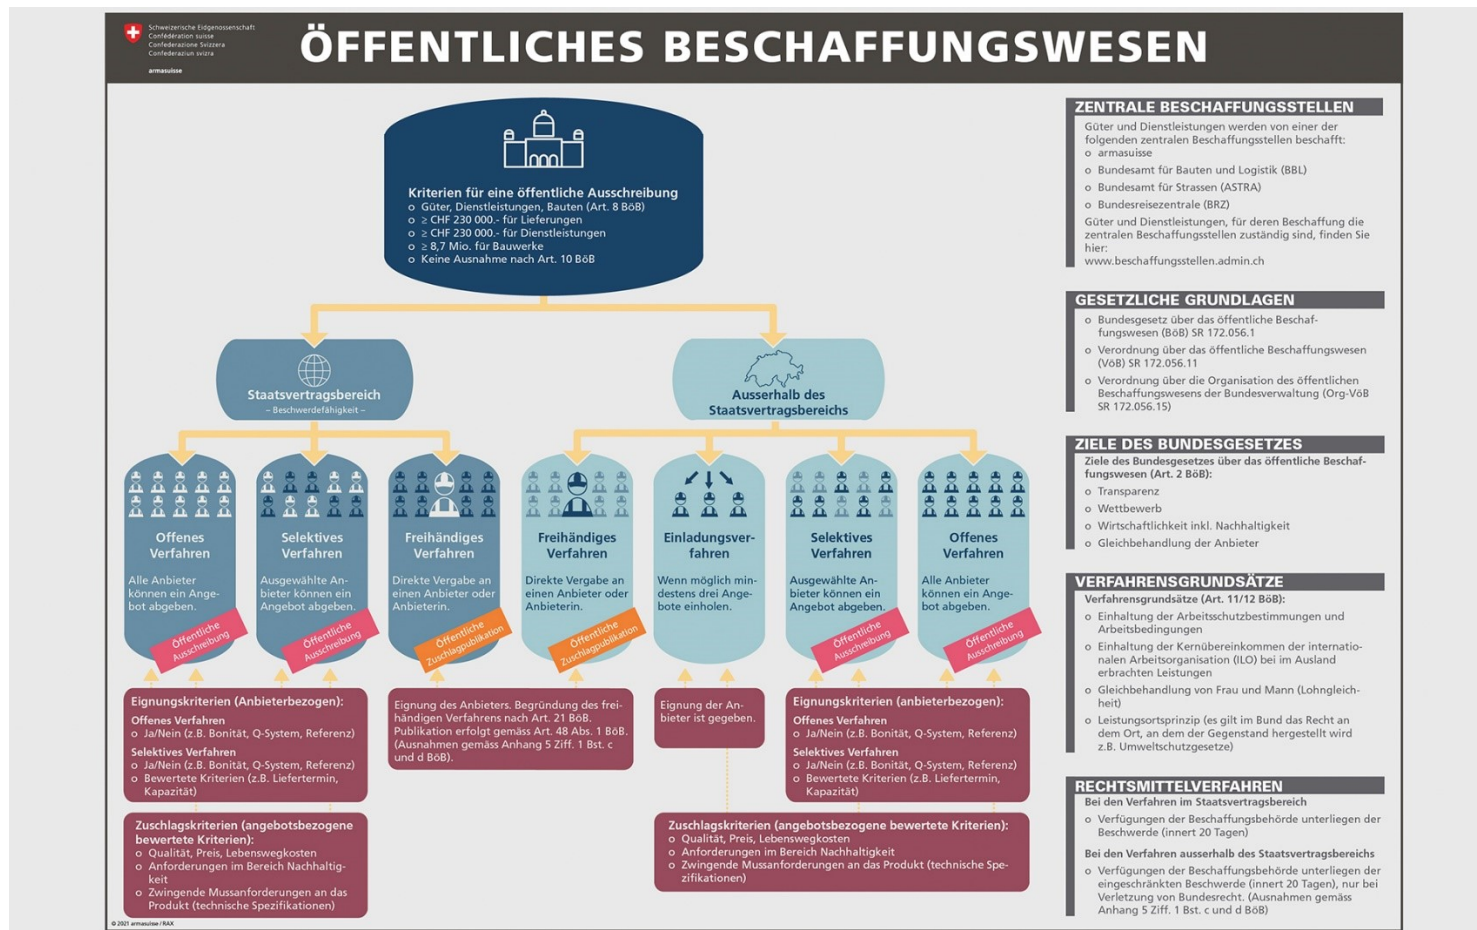 Schweizerische Eidgenossenschaft
Confédération suisse
Confederazione Svizzera
Confederaziun svizra
armasuisse
ÖFFENTLICHES BESCHAFFUNGSWESEN
Kriterien für eine öffentliche Ausschreibung
o Güter, Dienstleistungen, Bauten (Art. 8 BöB)
o ≥ CHF 230 000.- für Lieferungen
o ≥ CHF 230 000.- für Dienstleistungen
o ≥ 8,7 Mio. für Bauwerke
o Keine Ausnahme nach Art. 10 BöB
Staatsvertragsbereich
– Beschwerdefähigkeit –
Ausserhalb des
Staatsvertragsbereichs
Offenes
Verfahren
Alle Anbieter
können ein Ange-
bot abgeben.
Öffentliche
Ausschreibung
Selektives
Verfahren
Ausgewählte An-
bieter können ein
Angebot abgeben.
Öffentliche
Ausschreibung
Freihändiges
Verfahren
Direkte Vergabe an
einen Anbieter oder
Anbieterin.
Öffentliche
Zuschlagpublikation
Freihändiges
Verfahren
Direkte Vergabe an
einen Anbieter oder
Anbieterin.
Öffentliche
Zuschlagpublikation
Einladungsver-
fahren
Wenn möglich min-
destens drei Ange-
bote einholen.
Selektives
Verfahren
Ausgewählte An-
bieter können ein
Angebot abgeben.
Öffentliche
Ausschreibung
Offenes
Verfahren
Alle Anbieter
können ein Ange-
bot abgeben.
Öffentliche
Ausschreibung
Eignungskriterien (Anbieterbezogen):
Offenes Verfahren
o Ja/Nein (z.B. Bonität, Q-System, Referenz)
Selektives Verfahren
o Ja/Nein (z.B. Bonität, Q-System, Referenz)
o Bewertete Kriterien (z.B. Liefertermin,
Kapazität)
Eignung des Anbieters. Begründung des frei-
händigen Verfahrens nach Art. 21 BöB.
Publikation erfolgt gemäss Art. 48 Abs. 1 BöB.
(Ausnahmen gemäss Anhang 5 Ziff. 1 Bst. c
und d BöB).
Eignung der An-
bieter ist gegeben.
Eignungskriterien (anbieterbezogen):
Offenes Verfahren
o Ja/Nein (z.B. Bonität, Q-System, Referenz)
Selektives Verfahren
o Ja/Nein (z.B. Bonität, Q-System, Referenz)
o Bewertete Kriterien (z.B. Liefertermin,
Kapazität)
Zuschlagskriterien (angebotsbezogene
bewertete Kriterien):
o Qualität, Preis, Lebenswegkosten
o Anforderungen im Bereich Nachhaltig-
keit
o Zwingende Mussanforderungen an das
Produkt (technische Spezifikationen)
Zuschlagskriterien (angebotsbezogene bewertete Kriterien):
o Qualität, Preis, Lebenswegkosten
o Anforderungen im Bereich Nachhaltigkeit
o Zwingende Mussanforderungen an das Produkt (technische Spe-
zifikationen)
© 2021 armasuisse / RAX
ZENTRALE BESCHAFFUNGSSTELLEN
Güter und Dienstleistungen werden von einer der
folgenden zentralen Beschaffungsstellen beschafft:
o armasuisse
o Bundesamt für Bauten und Logistik (BBL)
o Bundesamt für Strassen (ASTRA)
o Bundesreisezentrale (BRZ)
Güter und Dienstleistungen, für deren Beschaffung die
zentralen Beschaffungsstellen zuständig sind, finden Sie
hier:
www.beschaffungsstellen.admin.ch
GESETZLICHE GRUNDLAGEN
o Bundesgesetz über das öffentliche Beschaf-
fungswesen (BöB) SR 172.056.1
o Verordnung über das öffentliche Beschaffungswesen
(VöB) SR 172.056.11
o Verordnung über die Organisation des öffentlichen
Beschaffungswesens der Bundesverwaltung (Org-VöB
SR 172.056.15)
ZIELE DES BUNDESGESETZES
Ziele des Bundesgesetzes über das öffentliche Beschaf-
fungswesen (Art. 2 BöB):
o Transparenz
o Wettbewerb
o Wirtschaftlichkeit inkl. Nachhaltigkeit
o Gleichbehandlung der Anbieter
VERFAHRENSGRUNDSÄTZE
Verfahrensgrundsätze (Art. 11/12 BöB):
o Einhaltung der Arbeitsschutzbestimmungen und
Arbeitsbedingungen
o Einhaltung der Kernübereinkommen der internatio-
nalen Arbeitsorganisation (ILO) bei im Ausland
erbrachten Leistungen
o Gleichbehandlung von Frau und Mann (Lohngleich-
heit)
o Leistungsortsprinzip (es gilt im Bund das Recht an
dem Ort, an dem der Gegenstand hergestellt wird
z.B. Umweltschutzgesetze)
RECHTSMITTELVERFAHREN
Bei den Verfahren im Staatsvertragsbereich
o Verfügungen der Beschaffungsbehörde unterliegen der
Beschwerde (innert 20 Tagen)
Bei den Verfahren ausserhalb des Staatsvertragsbereichs
o Verfügungen der Beschaffungsbehörde unterliegen der
eingeschränkten Beschwerde (innert 20 Tagen), nur bei
Verletzung von Bundesrecht. (Ausnahmen gemäss
Anhang 5 Ziff. 1 Bst. c und d BöB)